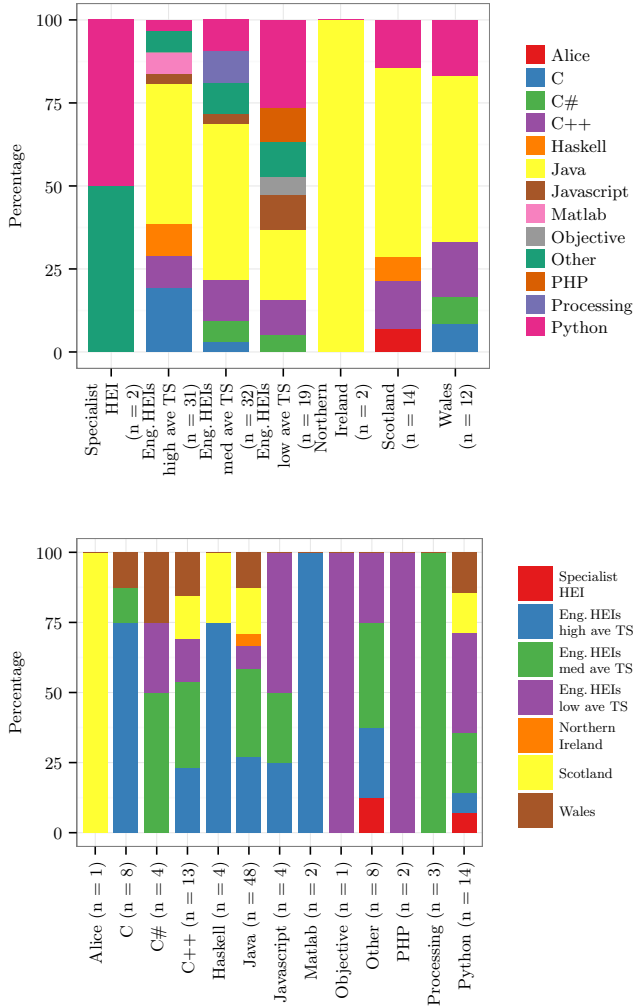 100
75
50
25
0
Percentage
Specialist
HEI
(n = 2)
Eng. HEIs
high ave TS
(n = 31)
Eng. HEIs
med ave TS
(n = 32)
Eng. HEIs
low ave TS
(n = 19)
Northern
Ireland
(n = 2)
Scotland
(n = 14)
Wales
(n = 12)
Alice
C
C#
C++
Haskell
Java
Javascript
Matlab
Objective
Other
PHP
Processing
Python
100
75
50
25
0
Percentage
Alice (n = 1)
C (n = 8)
C# (n = 4)
C++ (n = 13)
Haskell (n = 4)
Java (n = 48)
Javascript (n = 4)
Matlab (n = 2)
Objective (n = 1)
Other (n = 8)
PHP (n = 2)
Processing (n = 3)
Python (n = 14)
Specialist
HEI
Eng. HEIs
high ave TS
Eng. HEIs
med ave TS
Eng. HEIs
low ave TS
Northern
Ireland
Scotland
Wales